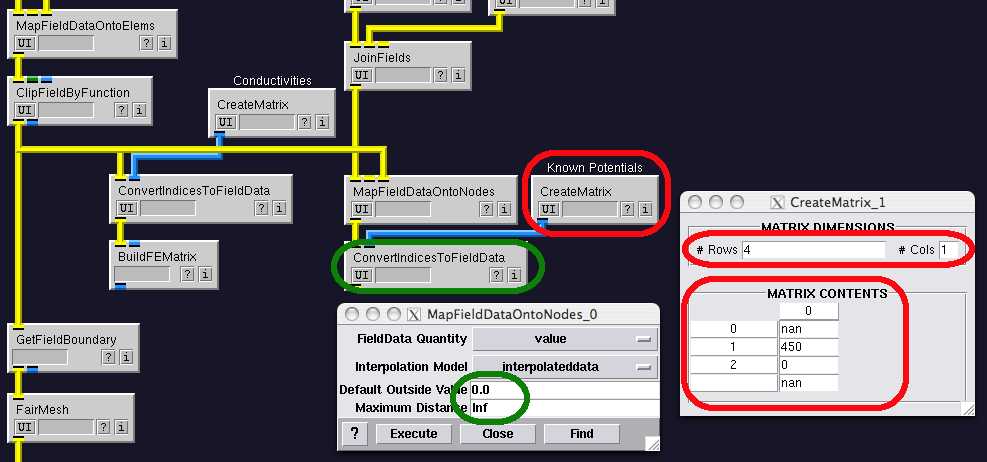 MapFieldDataOntoElems
UI ? i
JoinFields
UI ? i
ClipFieldByFunction
UI ? i
Conductivities
CreateMatrix
UI ? i
ConvertIndicesToFieldData
UI ? i
MapFieldDataOntoNodes
UI ? i
Known Potentials
CreateMatrix
UI ? i
BuildFEMatrix
? i
ConvertIndicesToFieldData
UI ? i
GetFieldBoundary
? i
FairMesh
UI ? i
X MapFieldDataOntoNodes_0
FieldData Quantity value
Interpolation Model interpolateddata
Default Outside Value 0.0
Maximum Distance Inf
? Execute Close Find
X CreateMatrix_1
MATRIX DIMENSIONS
# Rows 4 # Cols 1
MATRIX CONTENTS
0
0 nan
1 450
2 0
nan